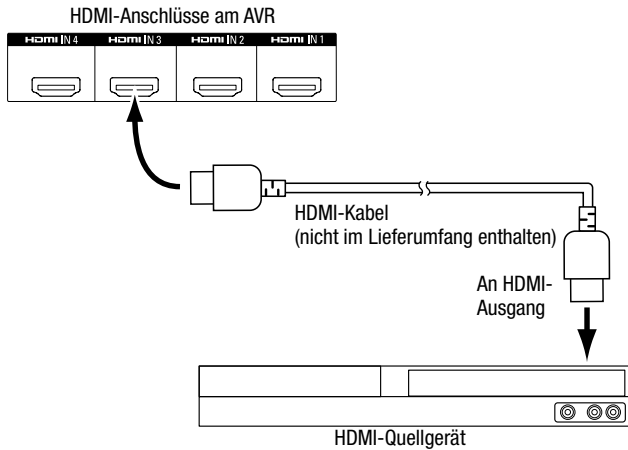 HDMI-Anschlüsse am AVR
HDMI IN 4 HDMI IN 3 HDMI IN 2 HDMI IN 1
HDMI-Kabel
(nicht im Lieferumfang enthalten)
An HDMI-
Ausgang
HDMI-Quellgerät